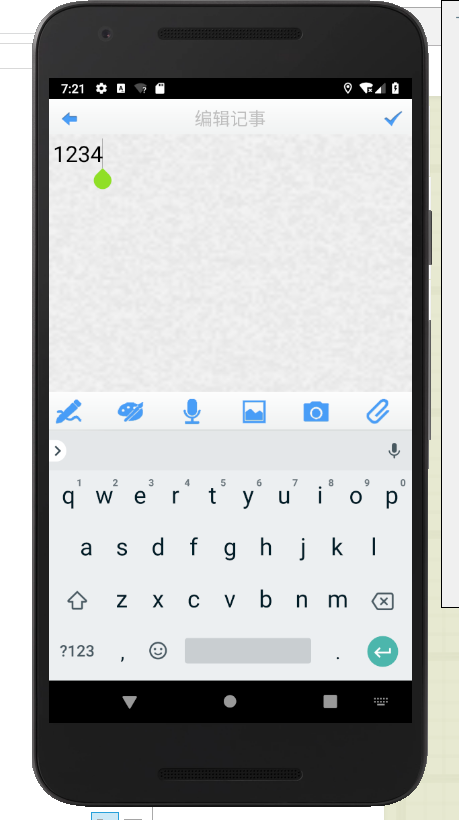 7:21
编辑记事
1234
1 2 3 4 5 6 7 8 9 0
q w e r t y u i o p
a s d f g h j k l
z x c v b n m
?123 , .